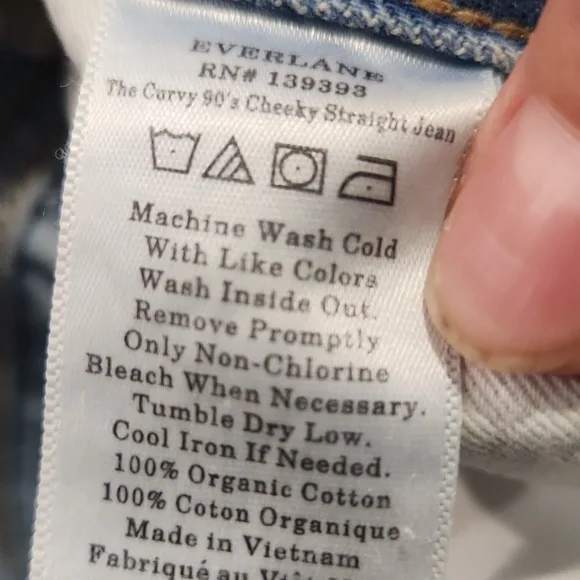 EVERLANE
RN# 139393
The Curvy 90's Cheeky Straight Jean
Machine Wash Cold
With Like Colors
Wash Inside Out.
Remove Promptly
Only Non-Chlorine
Bleach When Necessary.
Tumble Dry Low.
Cool Iron If Needed.
100% Organic Cotton
100% Coton Organique
Made in Vietnam
Fabriqué au